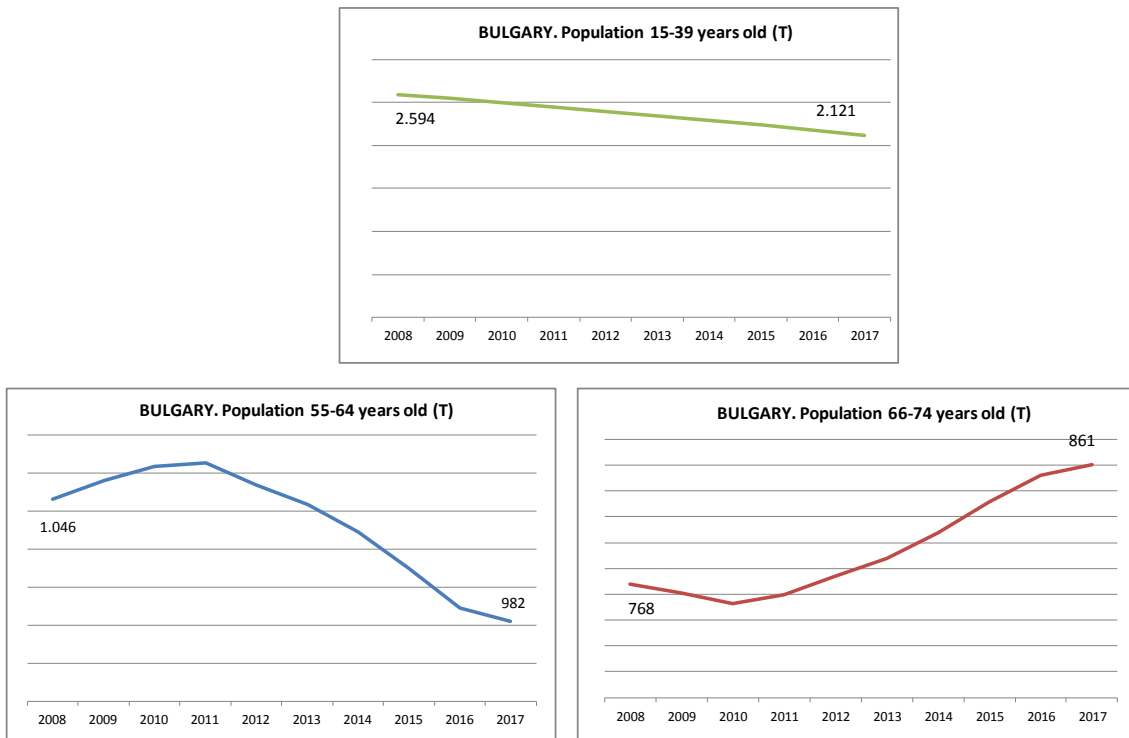 BULGARY. Population 15-39 years old (T)
2.594
2.121
2008 2009 2010 2011 2012 2013 2014 2015 2016 2017
BULGARY. Population 55-64 years old (T)
1.046
982
2008 2009 2010 2011 2012 2013 2014 2015 2016 2017
BULGARY. Population 66-74 years old (T)
861
768
2008 2009 2010 2011 2012 2013 2014 2015 2016 2017